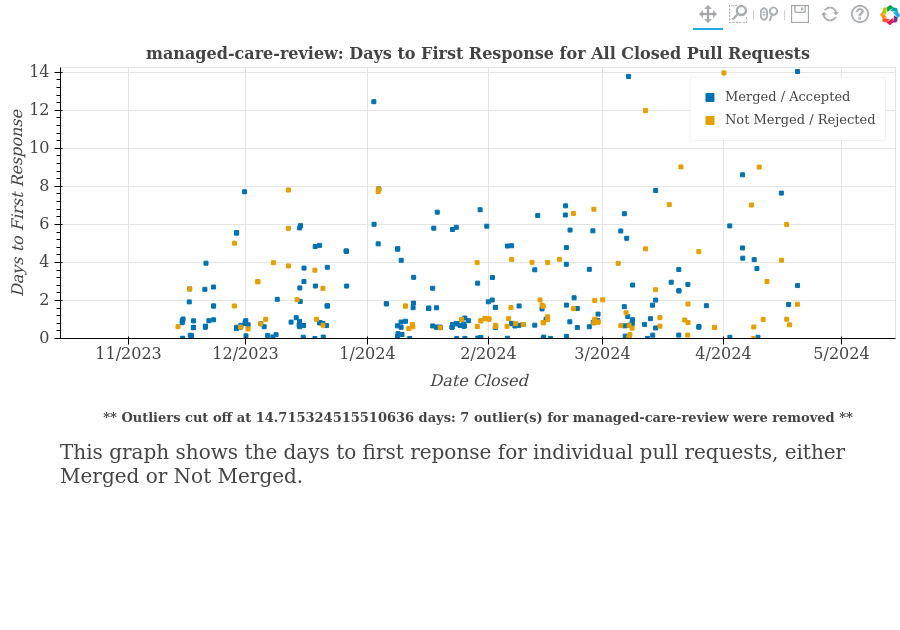 managed-care-review: Days to First Response for All Closed Pull Requests
14
12
10
8
6
4
2
0
Days to First Response
Merged / Accepted
Not Merged / Rejected
11/2023 12/2023 1/2024 2/2024 3/2024 4/2024 5/2024
Date Closed
** Outliers cut off at 14.715324515510636 days: 7 outlier(s) for managed-care-review were removed **
This graph shows the days to first reponse for individual pull requests, either
Merged or Not Merged.